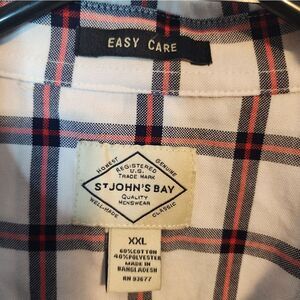 EASY CARE
HONEST GENUINE
REGISTERED
U.S.
TRADE MARK
ST JOHN'S BAY
QUALITY
MENSWEAR
WELL-MADE CLASSIC
XXL
60%COTTON
40%POLYESTER
MADE IN
BANGLADESH
RN 93677